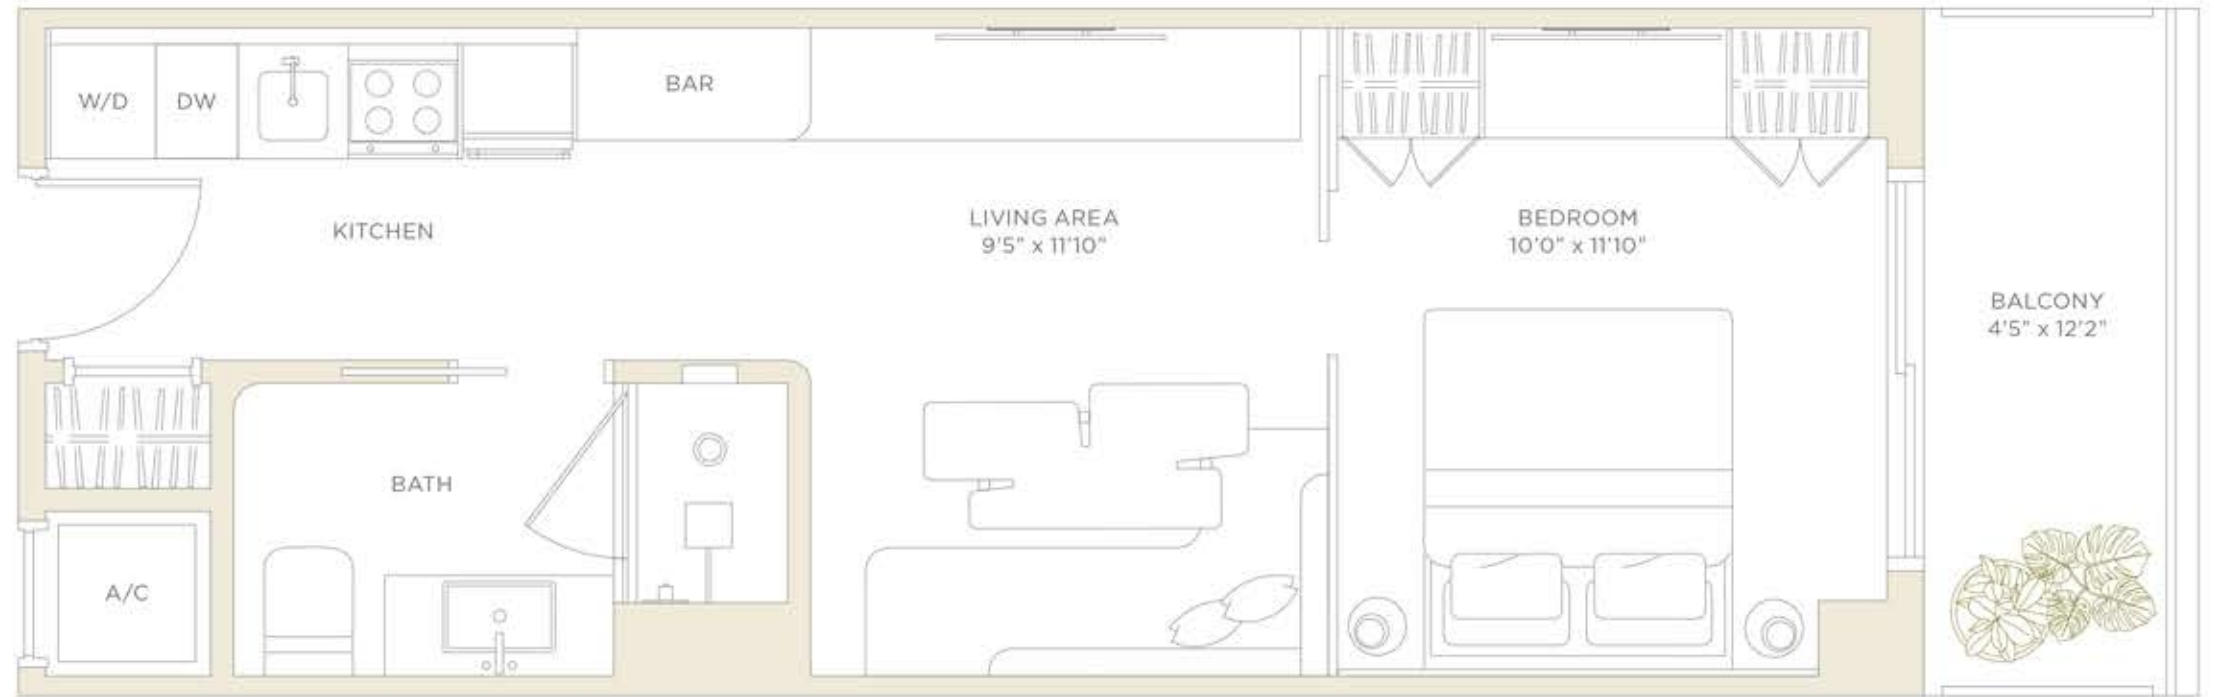 W/D
DW
BAR
KITCHEN
LIVING AREA
9'5" x 11'10"
BEDROOM
10'0" x 11'10"
BALCONY
4'5" x 12'2"
BATH
A/C